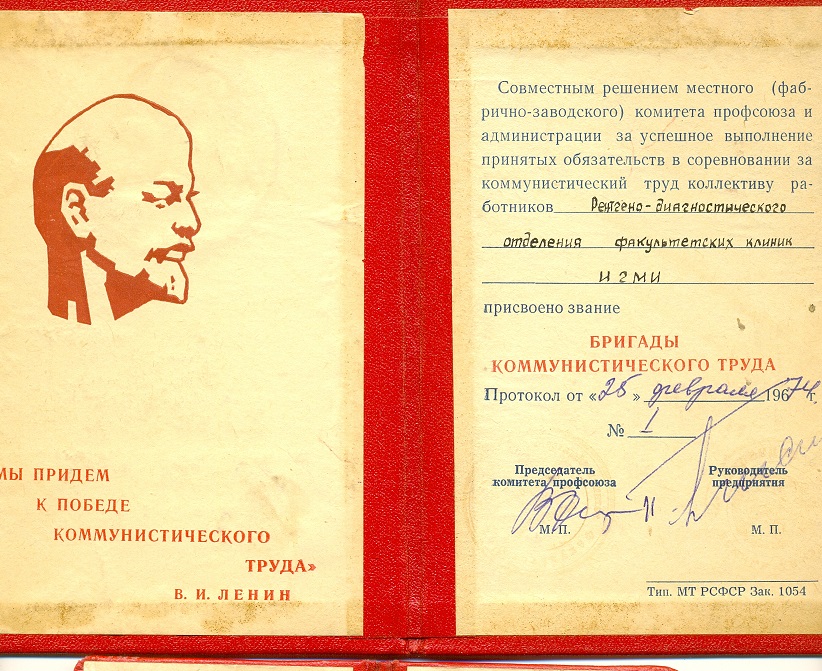 МЫ ПРИДЕМ
К ПОБЕДЕ
КОММУНИСТИЧЕСКОГО
ТРУДА»
В. И. ЛЕНИН
Совместным решением местного (фаб-
рично-заводского) комитета профсоюза и
администрации за успешное выполнение
принятых обязательств в соревновании за
коммунистический труд коллективу ра-
ботников Рентгено-диагностического
отделения факультетских клиник
ИГМИ
присвоено звание
БРИГАДЫ
КОММУНИСТИЧЕСКОГО ТРУДА
Протокол от «25» февраля 1974 г.
№ 1
Председатель
комитета профсоюза
Руководитель
предприятия
М. П.
М. П.
Тип. МТ РСФСР Зак. 1054